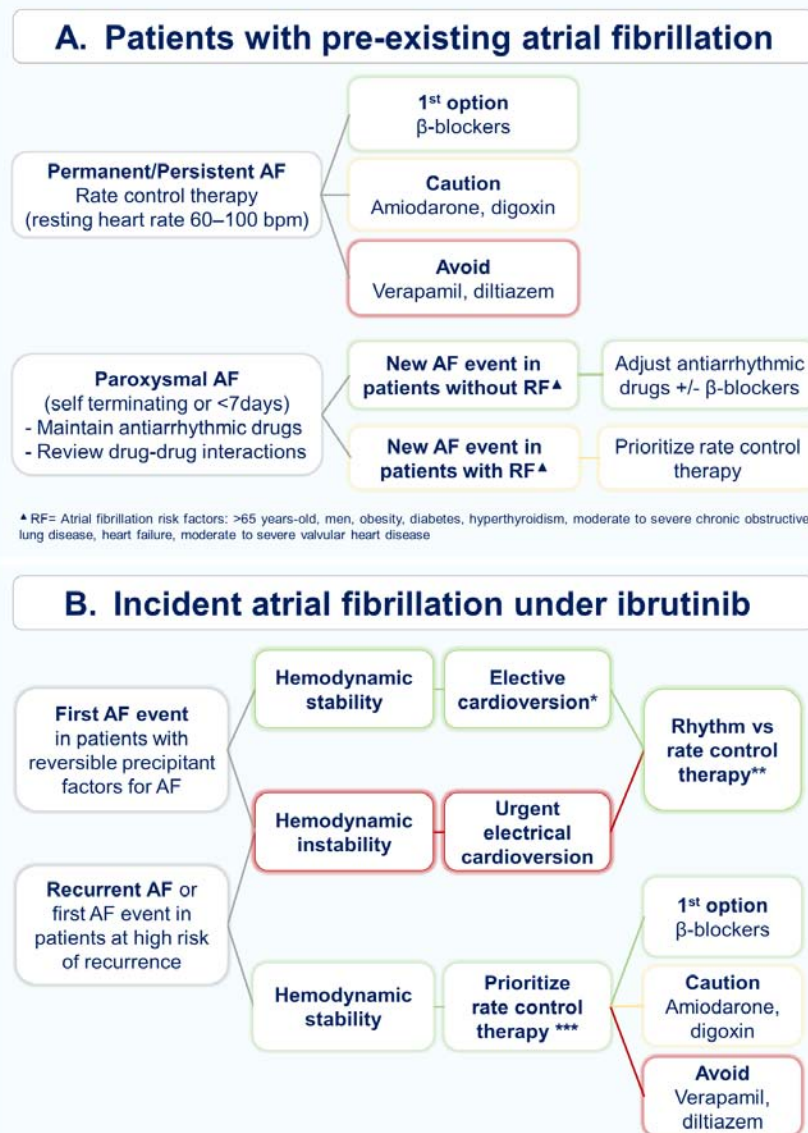 A. Patients with pre-existing atrial fibrillation
1st option
β-blockers
Permanent/Persistent AF
Rate control therapy
(resting heart rate 60–100 bpm)
Caution
Amiodarone, digoxin
Avoid
Verapamil, diltiazem
Paroxysmal AF
(self terminating or <7days)
- Maintain antiarrhythmic drugs
- Review drug-drug interactions
New AF event in
patients without RF▲
Adjust antiarrhythmic
drugs +/- β-blockers
New AF event in
patients with RF▲
Prioritize rate control
therapy
▲ RF= Atrial fibrillation risk factors: >65 years-old, men, obesity, diabetes, hyperthyroidism, moderate to severe chronic obstructive
lung disease, heart failure, moderate to severe valvular heart disease
B. Incident atrial fibrillation under ibrutinib
First AF event
in patients with
reversible precipitant
factors for AF
Hemodynamic
stability
Elective
cardioversion*
Rhythm vs
rate control
therapy**
Hemodynamic
instability
Urgent
electrical
cardioversion
Recurrent AF or
first AF event in
patients at high risk
of recurrence
Hemodynamic
stability
Prioritize
rate control
therapy ***
1st option
β-blockers
Caution
Amiodarone,
digoxin
Avoid
Verapamil,
diltiazem